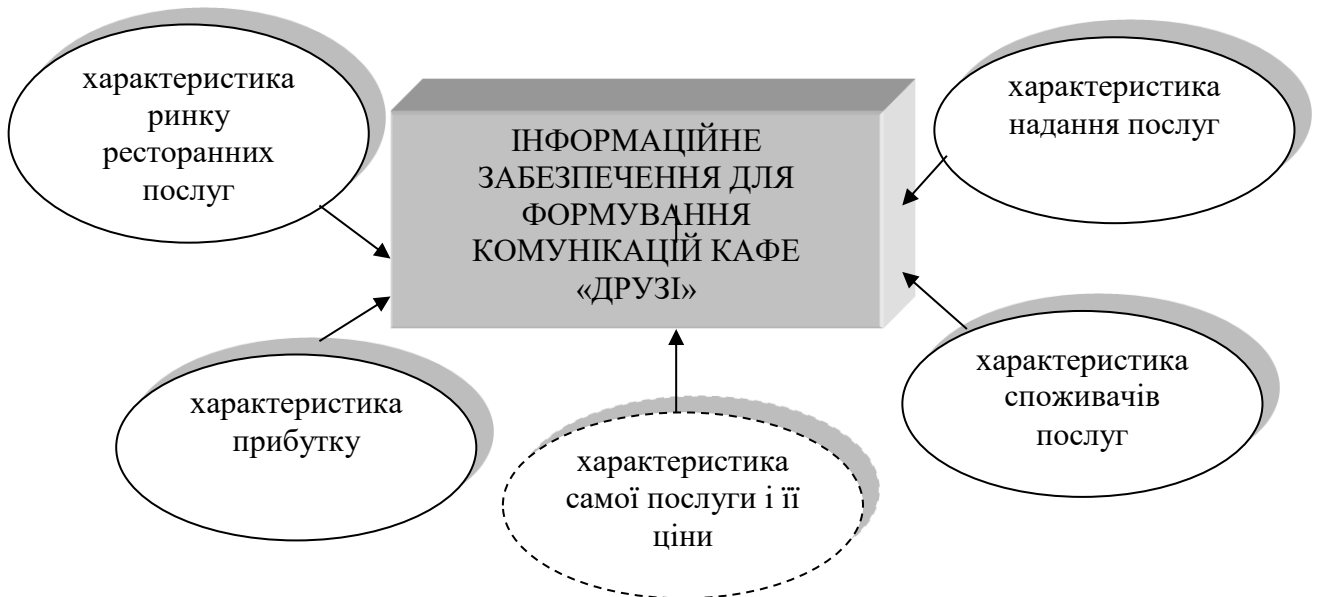 характеристика
ринку
ресторанних
послуг
ІНФОРМАЦІЙНЕ
ЗАБЕЗПЕЧЕННЯ ДЛЯ
ФОРМУВАННЯ
КОМУНІКАЦІЙ КАФЕ
«ДРУЗІ»
характеристика
надання послуг
характеристика
прибутку
характеристика
самої послуги і її
ціни
характеристика
споживачів
послуг